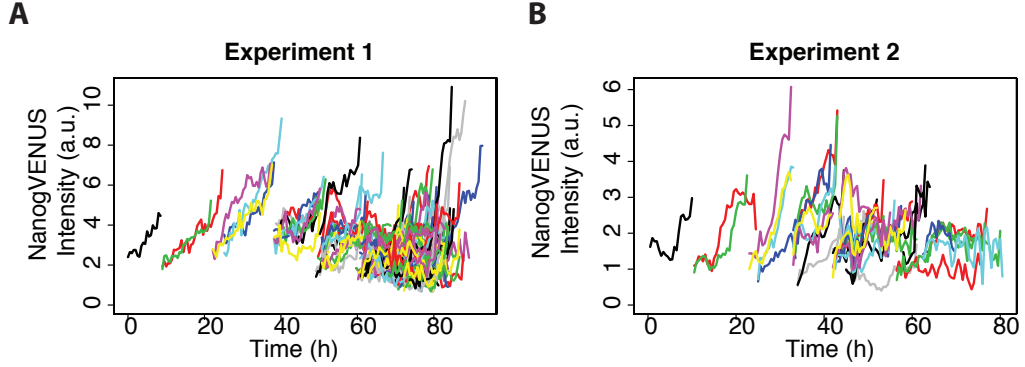 A
Experiment 1
NanogVENUS
Intensity (a.u.)
10
8
6
4
2
0
0 20 40 60 80
Time (h)
B
Experiment 2
NanogVENUS
Intensity (a.u.)
6
5
4
3
2
1
0
0 20 40 60 80
Time (h)